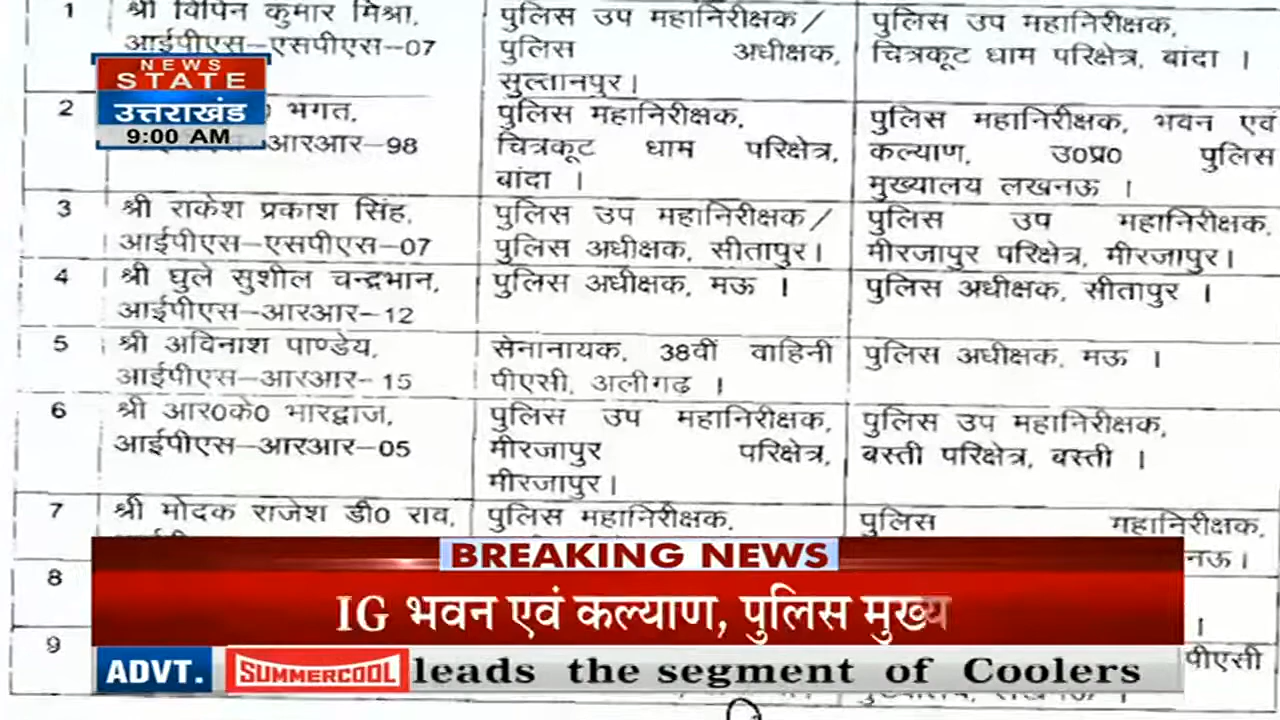 1 श्री विपिन कुमार मिश्रा, पुलिस उप महानिरीक्षक/ पुलिस उप महानिरीक्षक,
आईपीएस–एसपीएस–07 पुलिस अधीक्षक, चित्रकूट धाम परिक्षेत्र, बांदा ।
सुल्तानपुर।
NEWS
STATE
उत्तराखंड
9:00 AM
2 भगत, पुलिस महानिरीक्षक, पुलिस महानिरीक्षक, भवन एवं
आरआर–98 चित्रकूट धाम परिक्षेत्र, कल्याण, उ0प्र0 पुलिस
बांदा । मुख्यालय लखनऊ ।
3 श्री राकेश प्रकाश सिंह, पुलिस उप महानिरीक्षक/ पुलिस उप महानिरीक्षक,
आईपीएस–एसपीएस–07 पुलिस अधीक्षक, सीतापुर। मीरजापुर परिक्षेत्र, मीरजापुर।
4 श्री घुले सुशील चन्द्रभान, पुलिस अधीक्षक, मऊ । पुलिस अधीक्षक, सीतापुर ।
आईपीएस–आरआर–12
5 श्री अविनाश पाण्डेय, सेनानायक, 38वीं वाहिनी पुलिस अधीक्षक, मऊ ।
आईपीएस–आरआर–15 पीएसी, अलीगढ़ ।
6 श्री आर0के0 भारद्वाज, पुलिस उप महानिरीक्षक, पुलिस उप महानिरीक्षक,
आईपीएस–आरआर–05 मीरजापुर परिक्षेत्र, बस्ती परिक्षेत्र, बस्ती ।
मीरजापुर।
7 श्री मोदक राजेश डी0 राव, पुलिस महानिरीक्षक, पुलिस महानिरीक्षक,
नऊ।
8
9 पीएसी
BREAKING NEWS
IG भवन एवं कल्याण, पुलिस मुख्य
ADVT. SUMMERCOOL leads the segment of Coolers